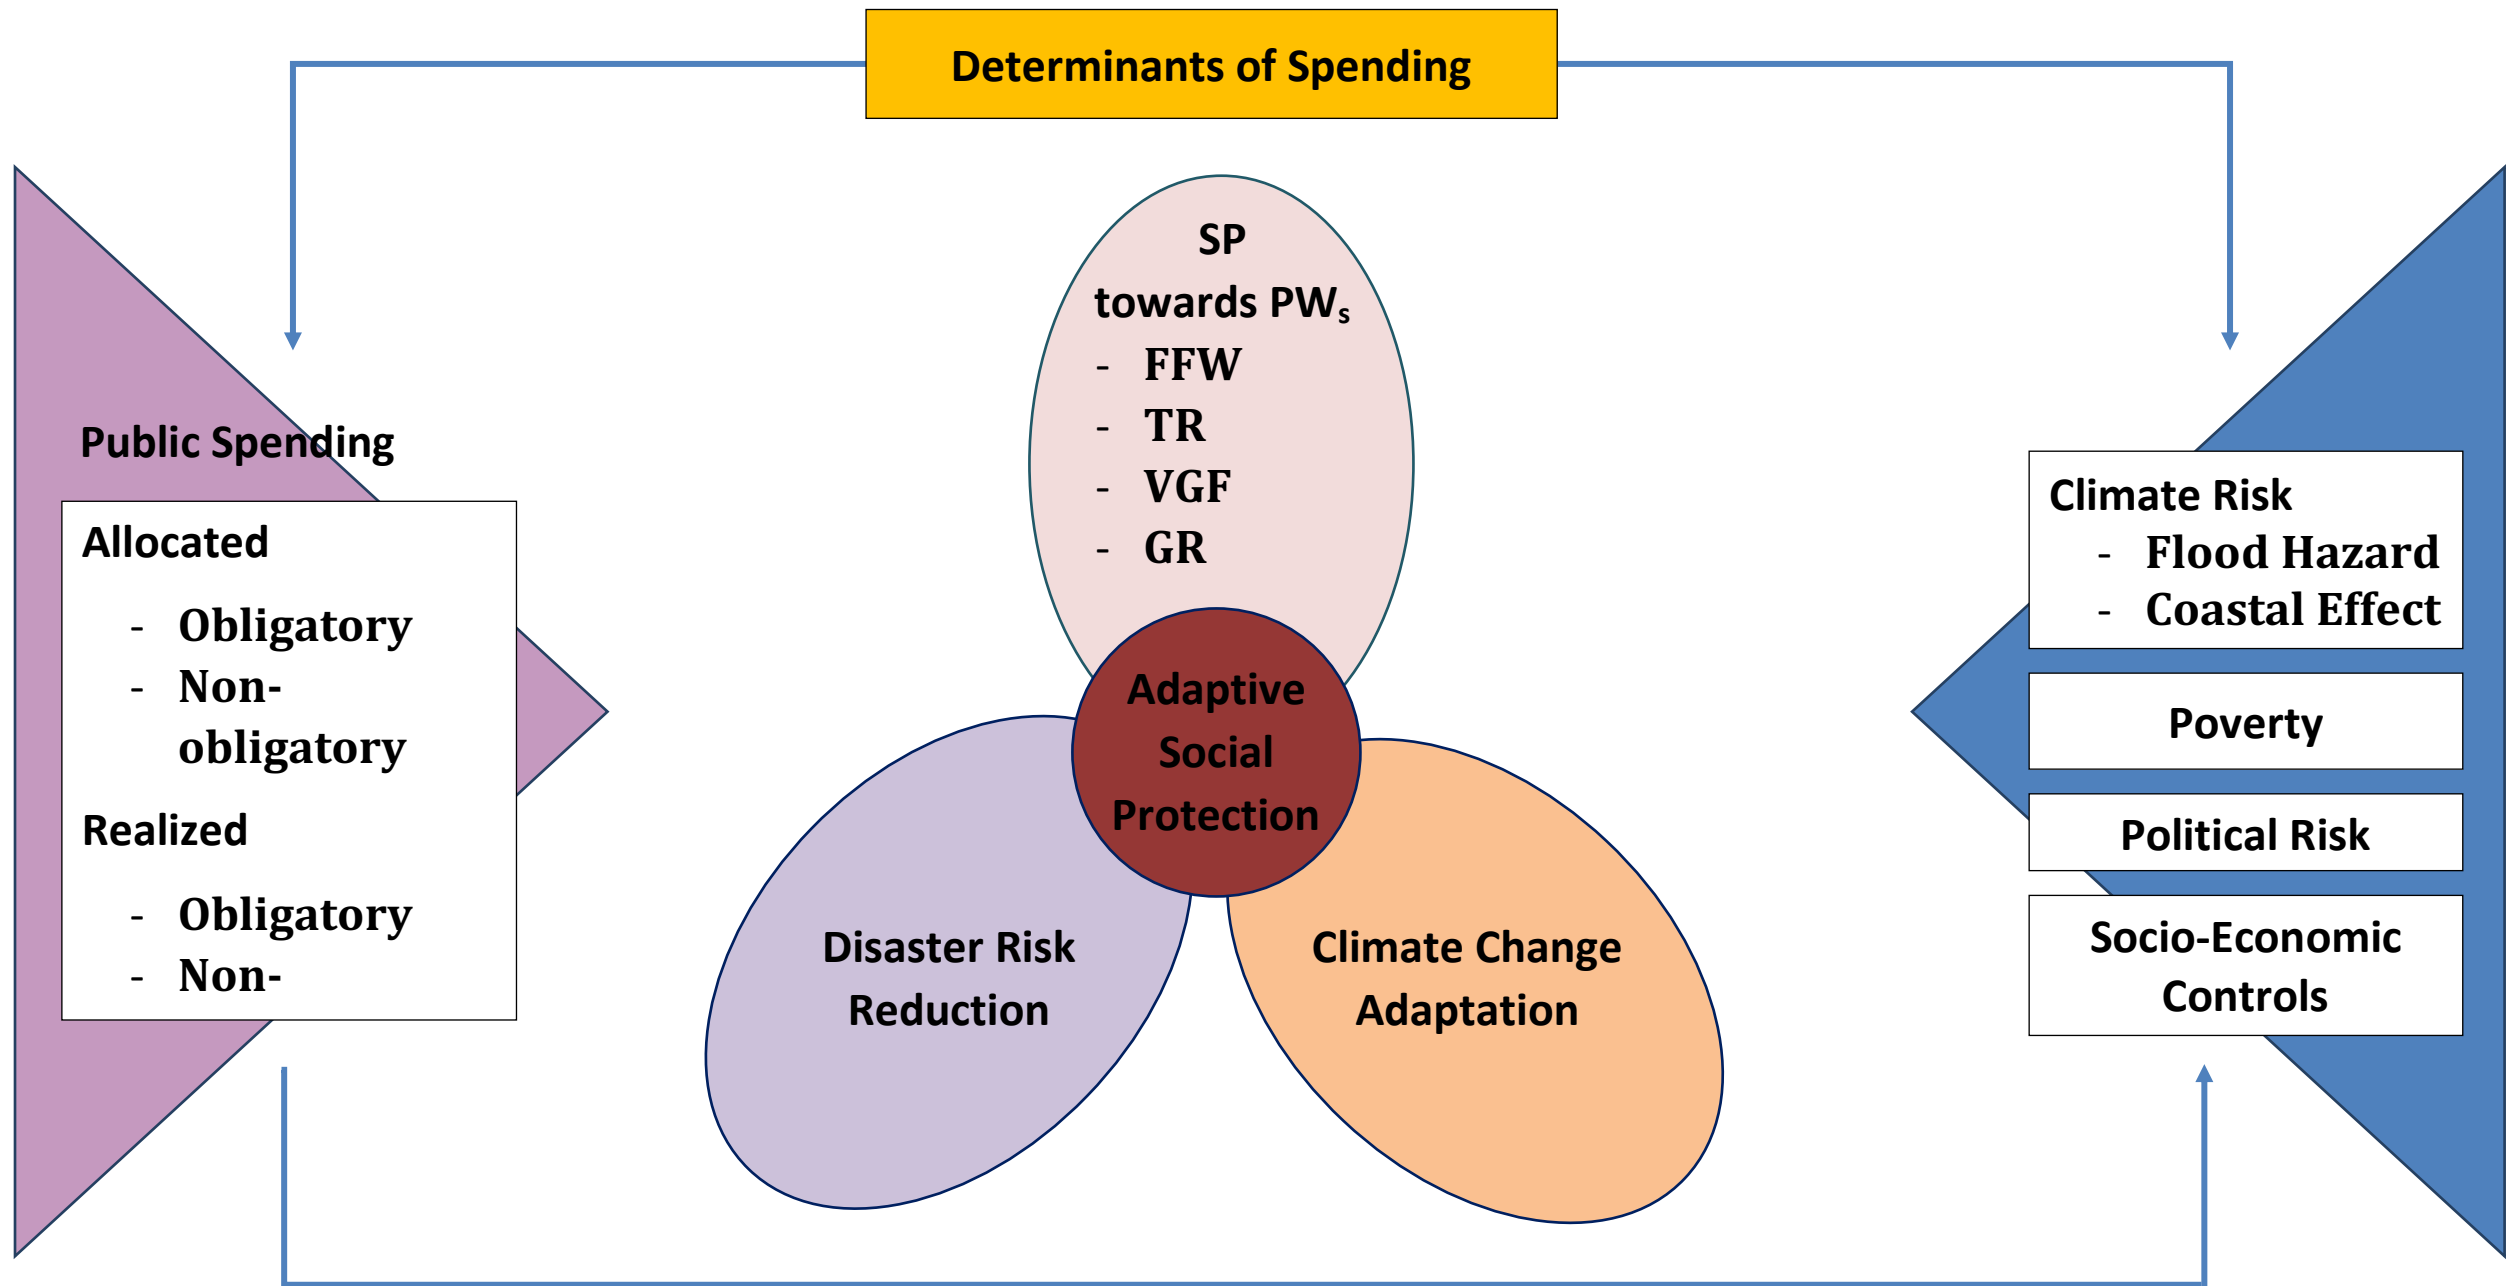 Determinants of Spending
Public Spending
Allocated
- Obligatory
- Non-
obligatory
Realized
- Obligatory
- Non-
SP
towards PWs
- FFW
- TR
- VGF
- GR
Adaptive
Social
Protection
Disaster Risk
Reduction
Climate Change
Adaptation
Climate Risk
- Flood Hazard
- Coastal Effect
Poverty
Political Risk
Socio-Economic
Controls